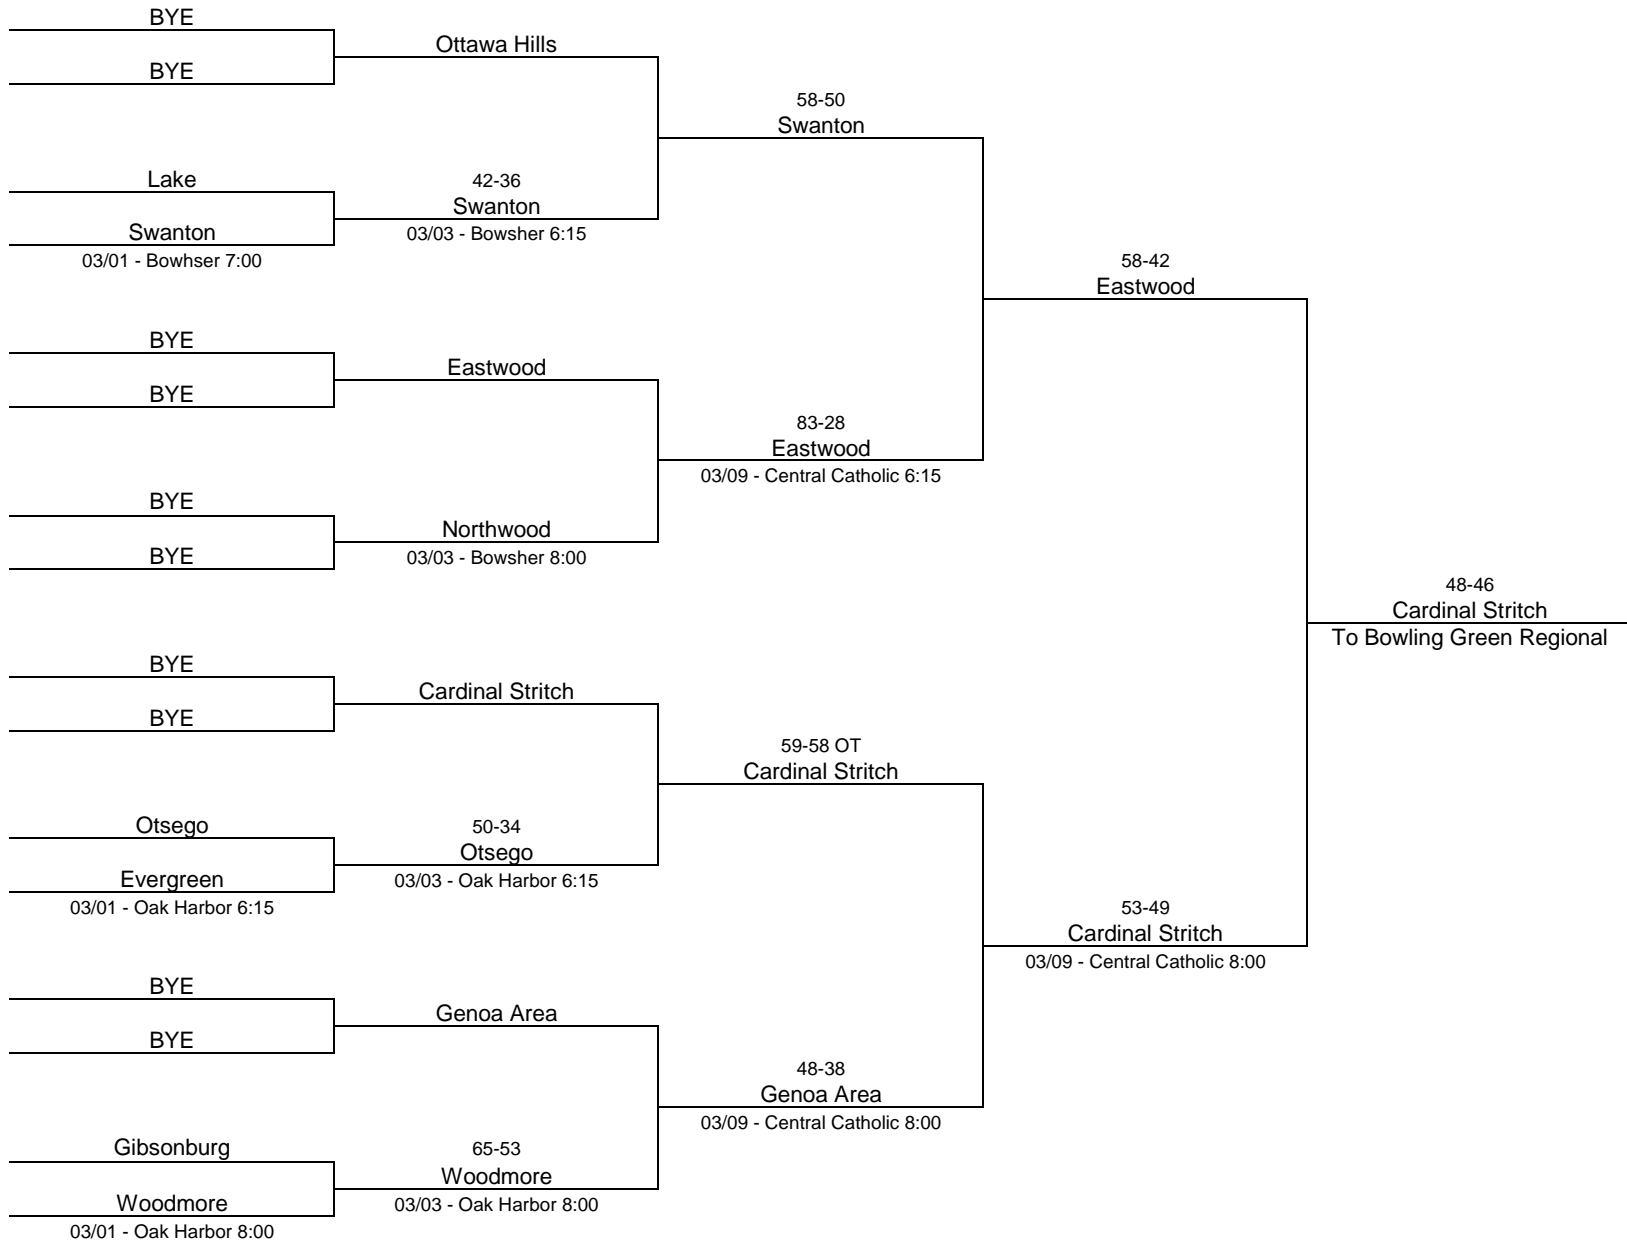 BYE
BYE
Lake
Swanton
03/01 - Bowhser 7:00
BYE
BYE
BYE
BYE
BYE
BYE
Otsego
Evergreen
03/01 - Oak Harbor 6:15
BYE
BYE
Gibsonburg
Woodmore
03/01 - Oak Harbor 8:00
Ottawa Hills
42-36
Swanton
03/03 - Bowsher 6:15
Eastwood
Northwood
03/03 - Bowsher 8:00
Cardinal Stritch
50-34
Otsego
03/03 - Oak Harbor 6:15
Genoa Area
65-53
Woodmore
03/03 - Oak Harbor 8:00
58-50
Swanton
83-28
Eastwood
03/09 - Central Catholic 6:15
59-58 OT
Cardinal Stritch
48-38
Genoa Area
03/09 - Central Catholic 8:00
58-42
Eastwood
53-49
Cardinal Stritch
03/09 - Central Catholic 8:00
48-46
Cardinal Stritch
To Bowling Green Regional